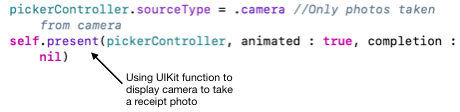 pickerController.sourceType = .camera //Only photos taken
from camera
self.present(pickerController, animated : true, completion :
nil)
Using UIKit function to
display camera to take
a receipt photo